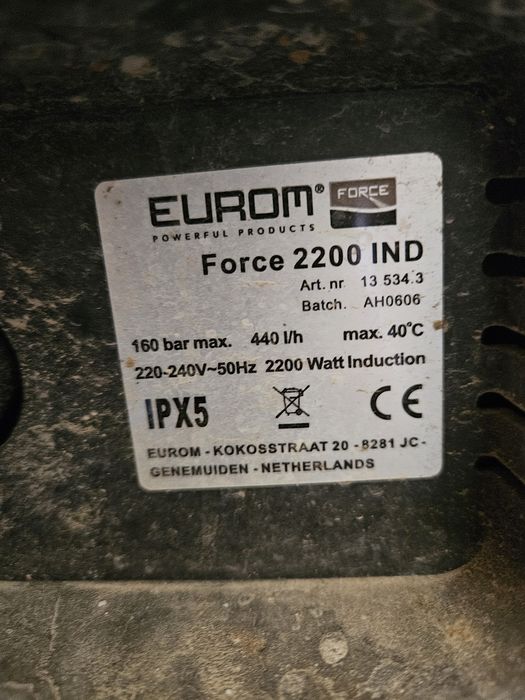 EUROM® FORCE
POWERFUL PRODUCTS
Force 2200 IND
Art. nr 13 534.3
Batch. AH0606
160 bar max. 440 l/h max. 40°C
220-240V~50Hz 2200 Watt Induction
IPX5 CE
EUROM - KOKOSSTRAAT 20 - 8281 JC -
GENEMUIDEN - NETHERLANDS